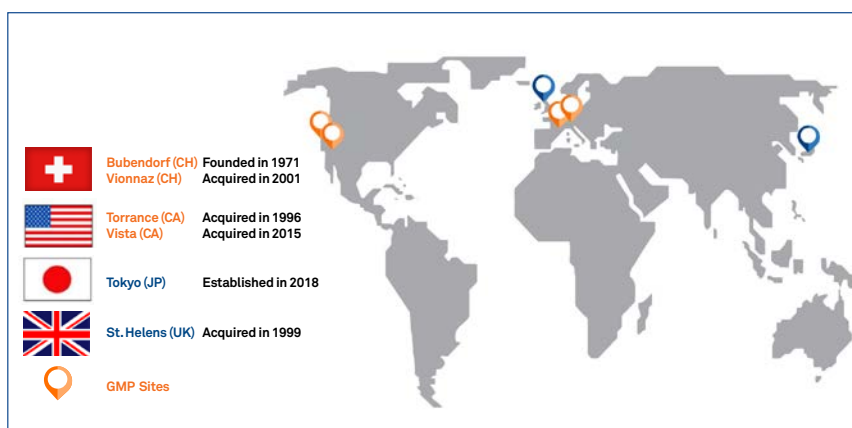 Bubendorf (CH) Founded in 1971
Vionnaz (CH) Acquired in 2001
Torrance (CA) Acquired in 1996
Vista (CA) Acquired in 2015
Tokyo (JP) Established in 2018
St. Helens (UK) Acquired in 1999
GMP Sites